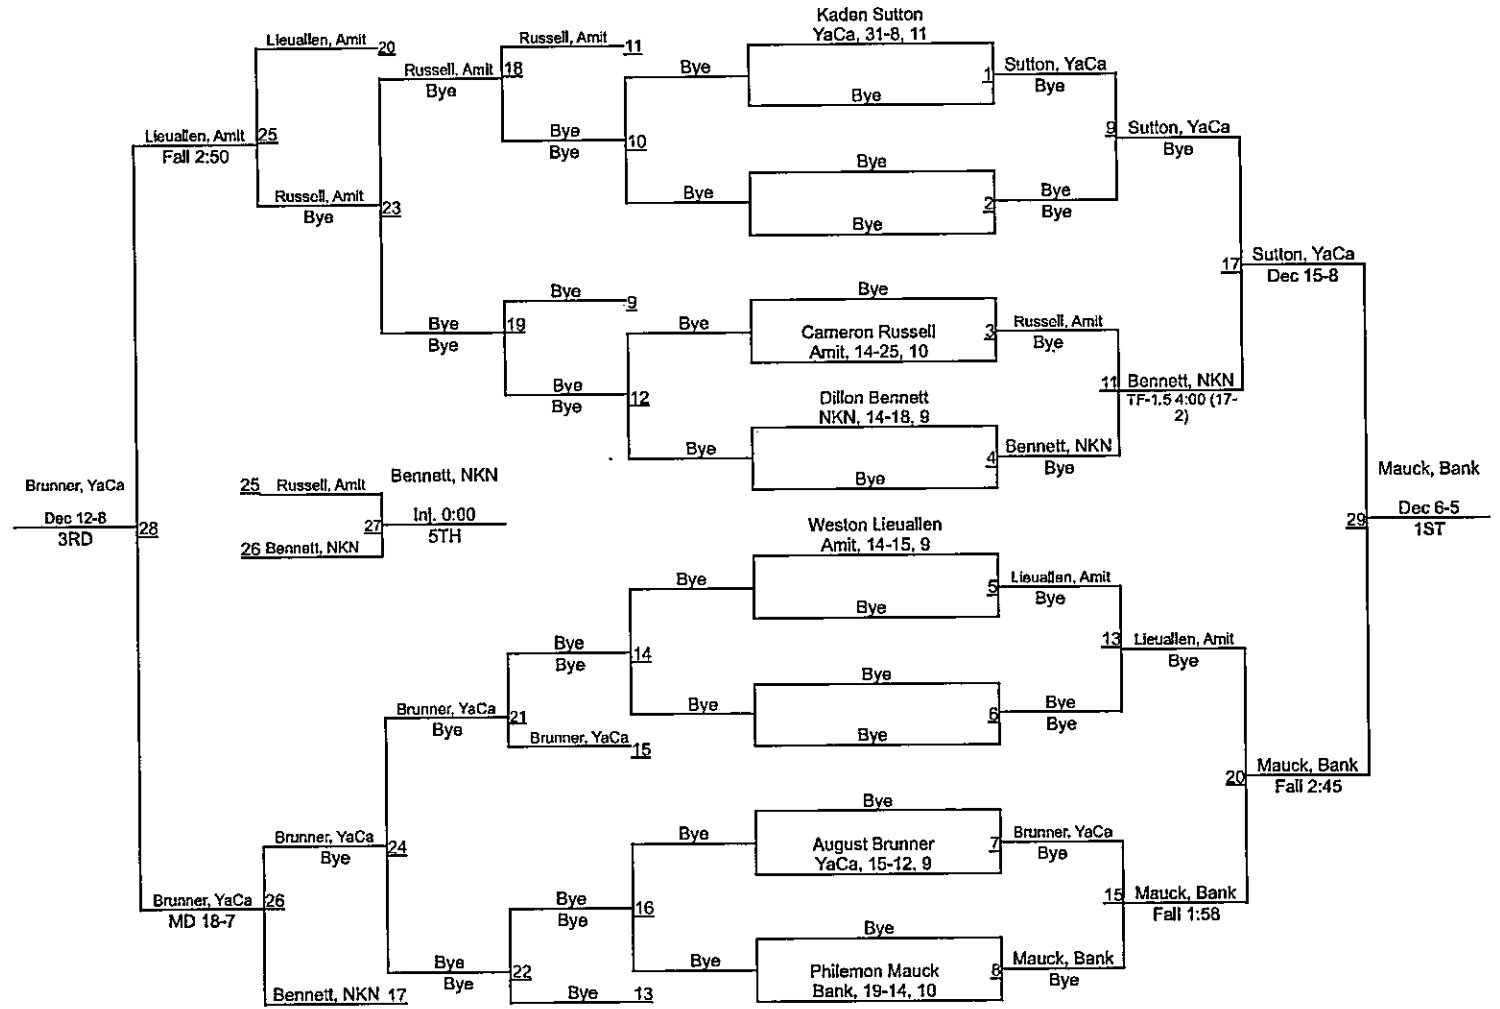 Kaden Sutton
YaCa, 31-8, 11
Lieuallen, Amit 20
Russell, Amit 11
Russell, Amit 18
Bye
Bye
Bye
1 Sutton, YaCa
Bye
Lieuallen, Amit 25
Fall 2:50
Bye
Bye
10
9 Sutton, YaCa
Bye
Bye
Russell, Amit
Bye
23
Bye
Bye
2 Bye
Bye
17 Sutton, YaCa
Dec 15-8
Bye
9
Bye
Bye
19
Bye
Bye
Cameron Russell
Amit, 14-25, 10
3 Russell, Amit
Bye
Bye
Bye
12
Dillon Bennett
NKN, 14-18, 9
11 Bennett, NKN
TF-1.5 4:00 (17-
2)
Bye
Bye
4 Bennett, NKN
Bye
Brunner, YaCa
Dec 12-8
3RD
28
25 Russell, Amit
26 Bennett, NKN
27
Bennett, NKN
Inj. 0:00
5TH
Mauck, Bank
29 Dec 6-5
1ST
Weston Lieuallen
Amit, 14-15, 9
Bye
Bye
5 Lieuallen, Amit
Bye
Bye
Bye
14
13 Lieuallen, Amit
Bye
Brunner, YaCa
Bye
21
Brunner, YaCa 15
Bye
Bye
Bye
6 Bye
Bye
20 Mauck, Bank
Fall 2:45
Brunner, YaCa
Bye
24
Bye
Bye
August Brunner
YaCa, 15-12, 9
7 Brunner, YaCa
Bye
Brunner, YaCa 26
MD 18-7
Bye
Bye
16
15 Mauck, Bank
Fall 1:58
Bye
Bye
22
Bye
Bye
Philemon Mauck
Bank, 19-14, 10
8 Mauck, Bank
Bye
Bennett, NKN 17
Bye 13